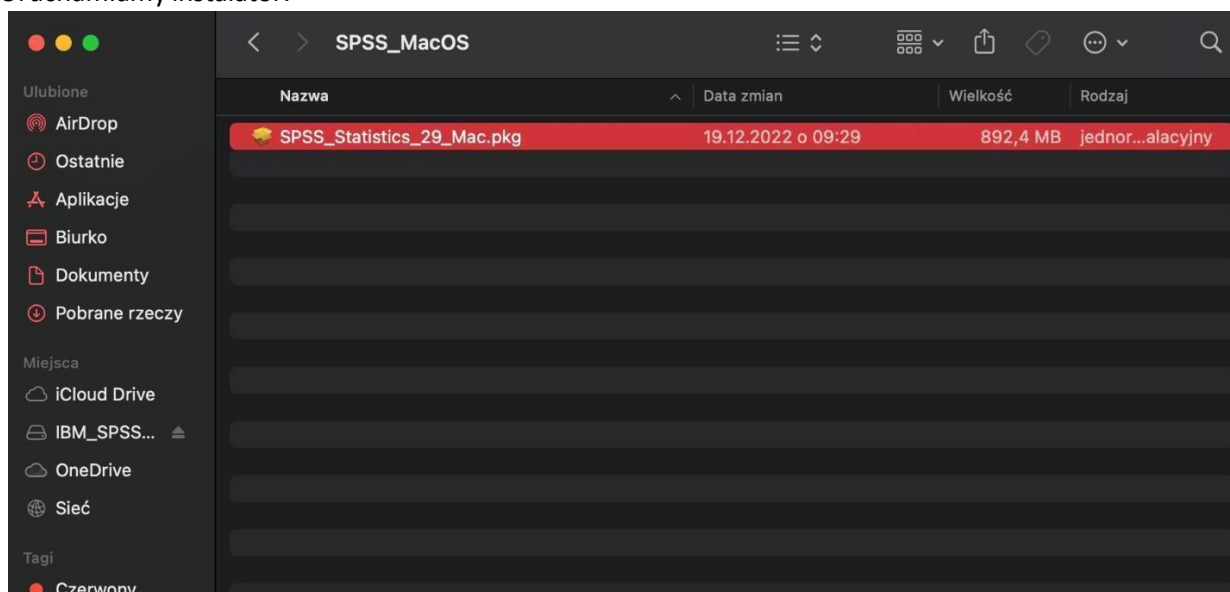 SPSS_MacOS
Ulubione
Nazwa
Data zmian
Wielkość
Rodzaj
AirDrop
SPSS_Statistics_29_Mac.pkg
19.12.2022 o 09:29
892,4 MB
jednor...alacyjny
Ostatnie
Aplikacje
Biurko
Dokumenty
Pobrane rzeczy
Miejsca
iCloud Drive
IBM_SPSS...
OneDrive
Sieć
Tagi
Czerwony